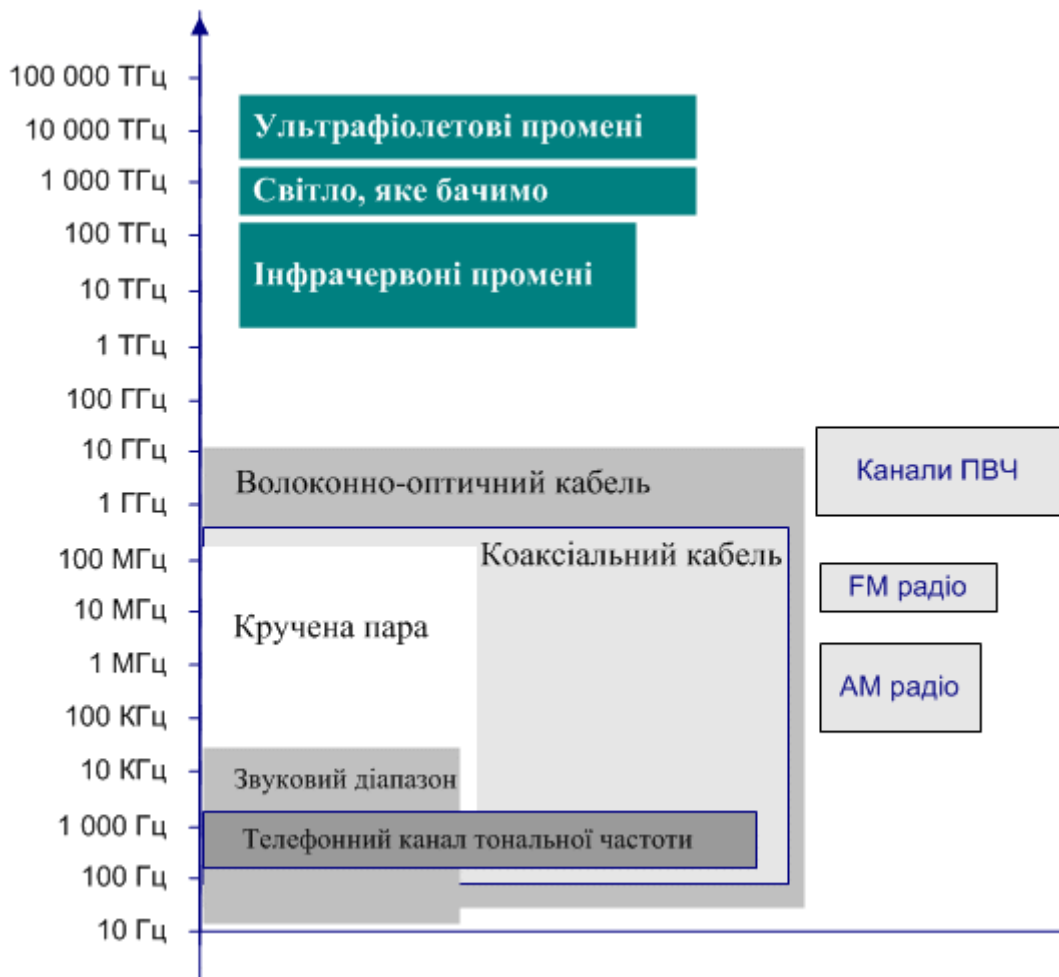 100 000 ТГц
10 000 ТГц
Ультрафіолетові промені
1 000 ТГц
Світло, яке бачимо
100 ТГц
Інфрачервоні промені
10 ТГц
1 ТГц
100 ГГц
10 ГГц
Канали ПВЧ
Волоконно-оптичний кабель
1 ГГц
Коаксіальний кабель
100 МГц
FM радіо
10 МГц
Кручена пара
1 МГц
АМ радіо
100 КГц
10 КГц
Звуковий діапазон
1 000 Гц
Телефонний канал тональної частоти
100 Гц
10 Гц